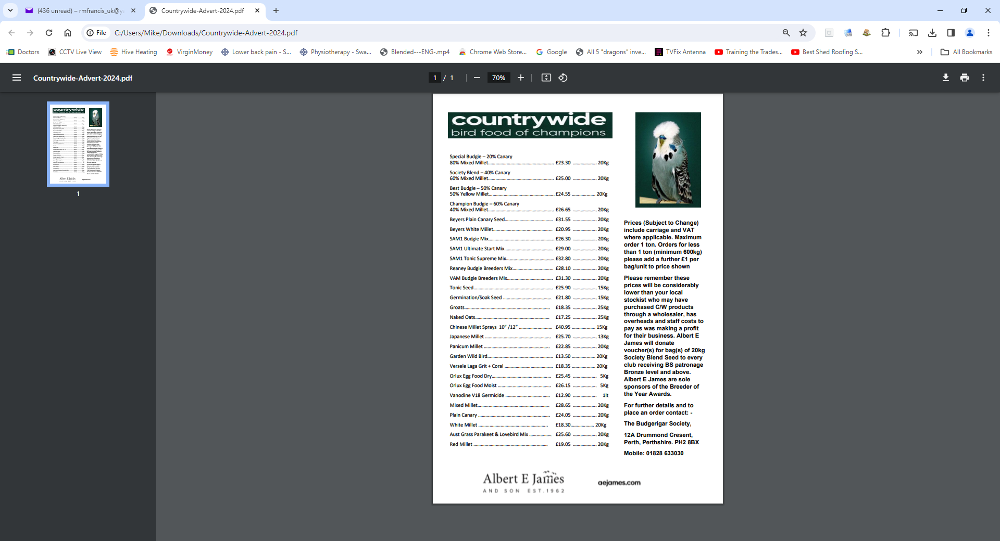 (436 unread) – rmfrancis_uk@y
Countrywide-Advert-2024.pdf
File C:/Users/Mike/Downloads/Countrywide-Advert-2024.pdf
Doctors CCTV Live View Hive Heating VirginMoney Lower back pain - S... Physiotherapy - Swa... Blended---ENG-.mp4 Chrome Web Store... Google All 5 "dragons" inve... TVFix Antenna Training the Trades... Best Shed Roofing S... » All Bookmarks
Countrywide-Advert-2024.pdf 1 / 1 70%
1
countrywide
bird food of champions
Special Budgie – 20% Canary
80% Mixed Millet £23.30 20Kg
Society Blend – 40% Canary
60% Mixed Millet £25.00 20Kg
Best Budgie – 50% Canary
50% Yellow Millet £24.55 20Kg
Champion Budgie – 60% Canary
40% Mixed Millet £26.65 20Kg
Beyers Plain Canary Seed £31.55 20Kg
Beyers White Millet £20.95 20Kg
SAM1 Budgie Mix £26.30 20Kg
SAM1 Ultimate Start Mix £29.00 20Kg
SAM1 Tonic Supreme Mix £32.80 20Kg
Reaney Budgie Breeders Mix £28.10 20Kg
VAM Budgie Breeders Mix £31.30 20Kg
Tonic Seed £25.90 15Kg
Germination/Soak Seed £21.80 15Kg
Groats £18.35 25Kg
Naked Oats £17.25 25Kg
Chinese Millet Sprays 10" /12" £40.95 15Kg
Japanese Millet £25.70 13Kg
Panicum Millet £22.85 20Kg
Garden Wild Bird £13.50 20Kg
Versele Laga Grit + Coral £18.35 20Kg
Orlux Egg Food Dry £25.45 5Kg
Orlux Egg Food Moist £26.15 5Kg
Vanodine V18 Germicide £12.90 1lt
Mixed Millet £28.65 20Kg
Plain Canary £24.05 20Kg
White Millet £18.30 20Kg
Aust Grass Parakeet & Lovebird Mix £25.60 20Kg
Red Millet £19.05 20Kg
Prices (Subject to Change)
include carriage and VAT
where applicable. Maximum
order 1 ton. Orders for less
than 1 ton (minimum 600kg)
please add a further £1 per
bag/unit to price shown
Please remember these
prices will be considerably
lower than your local
stockist who may have
purchased C/W products
through a wholesaler, has
overheads and staff costs to
pay as was making a profit
for their business. Albert E
James will donate
voucher(s) for bag(s) of 20kg
Society Blend Seed to every
club receiving BS patronage
Bronze level and above.
Albert E James are sole
sponsors of the Breeder of
the Year Awards.
For further details and to
place an order contact: -
The Budgerigar Society,
12A Drummond Cresent,
Perth, Perthshire. PH2 8BX
Mobile: 01828 633030
Albert E James
AND SON EST.1962
aejames.com